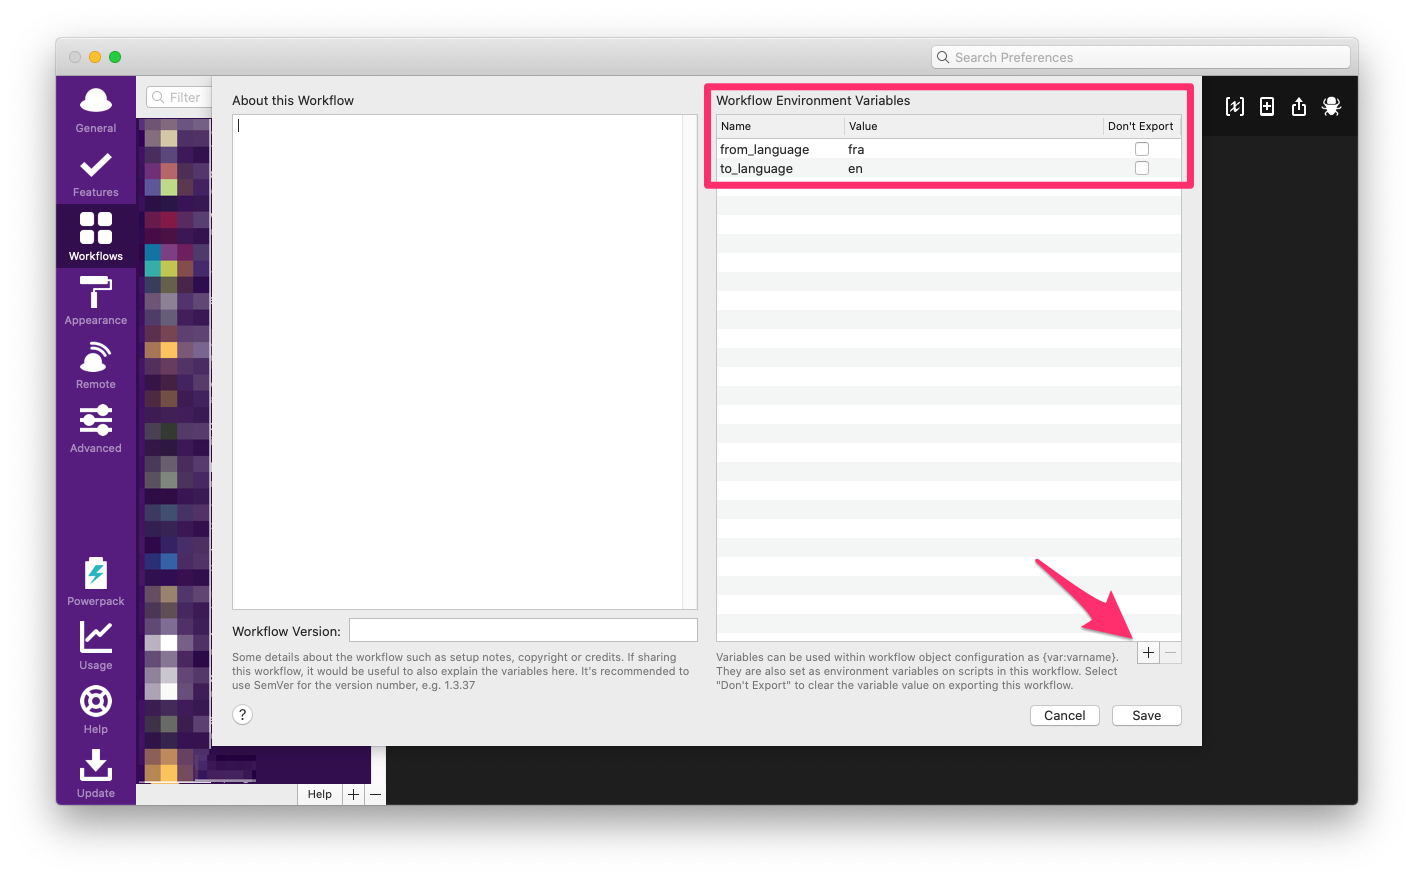 Search Preferences
General
Features
Workflows
Appearance
Remote
Advanced
Powerpack
Usage
Help
Update
Filter
About this Workflow
Workflow Version:
Some details about the workflow such as setup notes, copyright or credits. If sharing
this workflow, it would be useful to also explain the variables here. It's recommended to
use SemVer for the version number, e.g. 1.3.37
?
Workflow Environment Variables
Name Value Don't Export
from_language fra
to_language en
Variables can be used within workflow object configuration as {var:varname}.
They are also set as environment variables on scripts in this workflow. Select
"Don't Export" to clear the variable value on exporting this workflow.
Cancel Save
Help